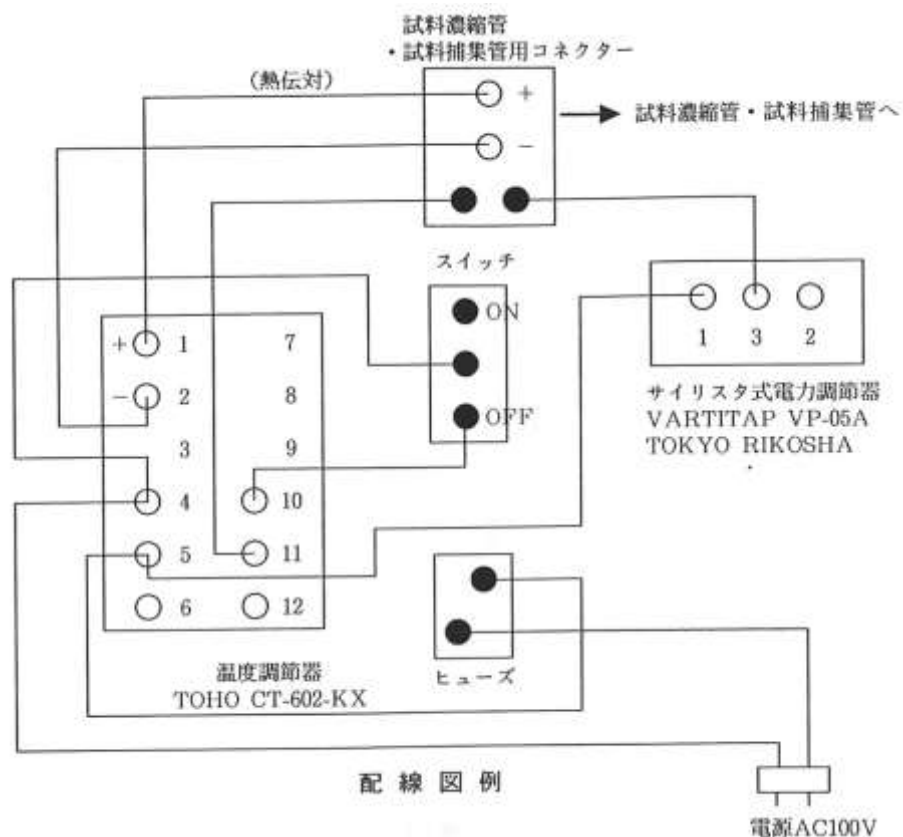 試料濃縮管
・試料捕集管用コネクター
(熱伝対)
+
→ 試料濃縮管・試料捕集管へ
−
スイッチ
ON
OFF
1 3 2
サイリスタ式電力調節器
VARTITAP VP-05A
TOKYO RIKOSHA
+ 1 7
− 2 8
3 9
4 10
5 11
6 12
温度調節器
TOHO CT-602-KX
ヒューズ
配線図例
電源AC100V